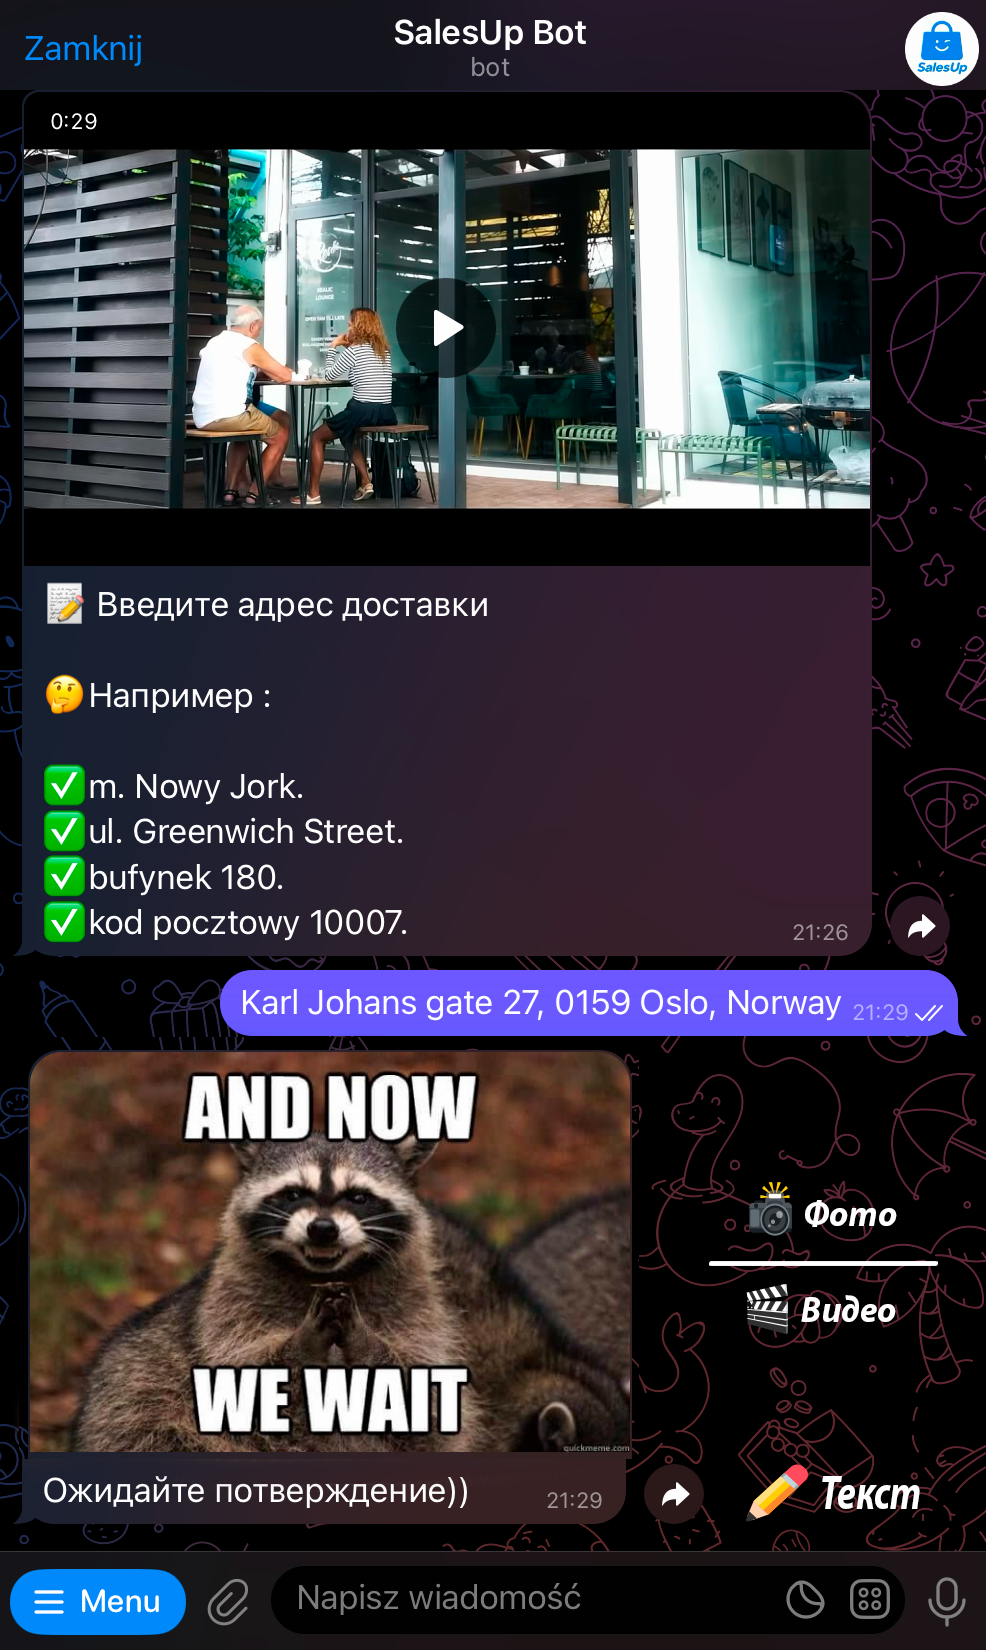 Zamknij
SalesUp Bot
bot
SalesUp
0:29
REALIC
LOUNGE
📝 Введите адрес доставки
🤔Например :
✅m. Nowy Jork.
✅ul. Greenwich Street.
✅bufynek 180.
✅kod pocztowy 10007.
21:26
Karl Johans gate 27, 0159 Oslo, Norway 21:29
AND NOW
WE WAIT
quickmeme.com
Ожидайте потверждение))
21:29
📸 Фото
🎬 Видео
✏️ Текст
Menu
Napisz wiadomość